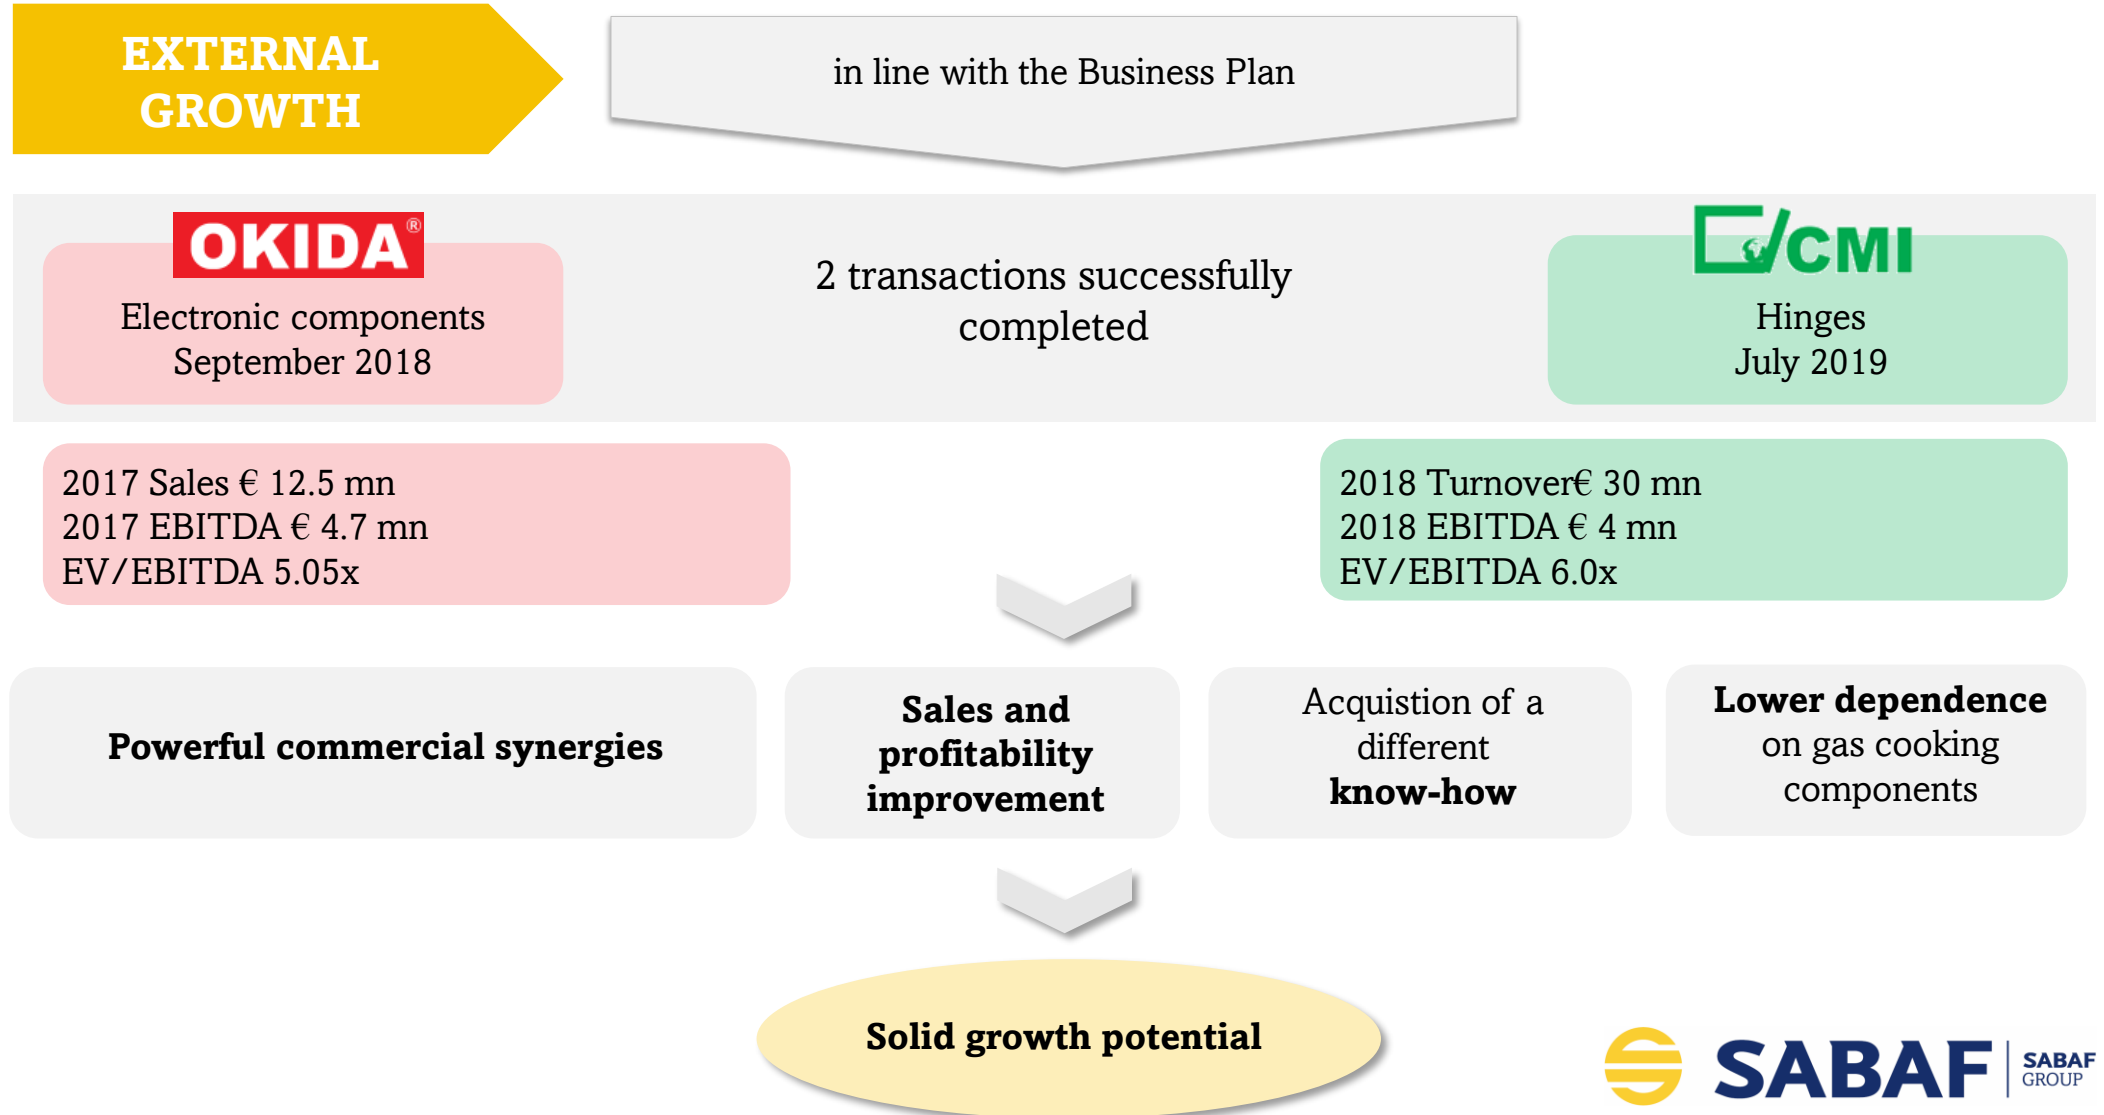 EXTERNAL
GROWTH
in line with the Business Plan
OKIDA®
Electronic components
September 2018
2 transactions successfully
completed
CMI
Hinges
July 2019
2017 Sales € 12.5 mn
2017 EBITDA € 4.7 mn
EV/EBITDA 5.05x
2018 Turnover€ 30 mn
2018 EBITDA € 4 mn
EV/EBITDA 6.0x
Powerful commercial synergies
Sales and
profitability
improvement
Acquistion of a
different
know-how
Lower dependence
on gas cooking
components
Solid growth potential
SABAF
SABAF
GROUP